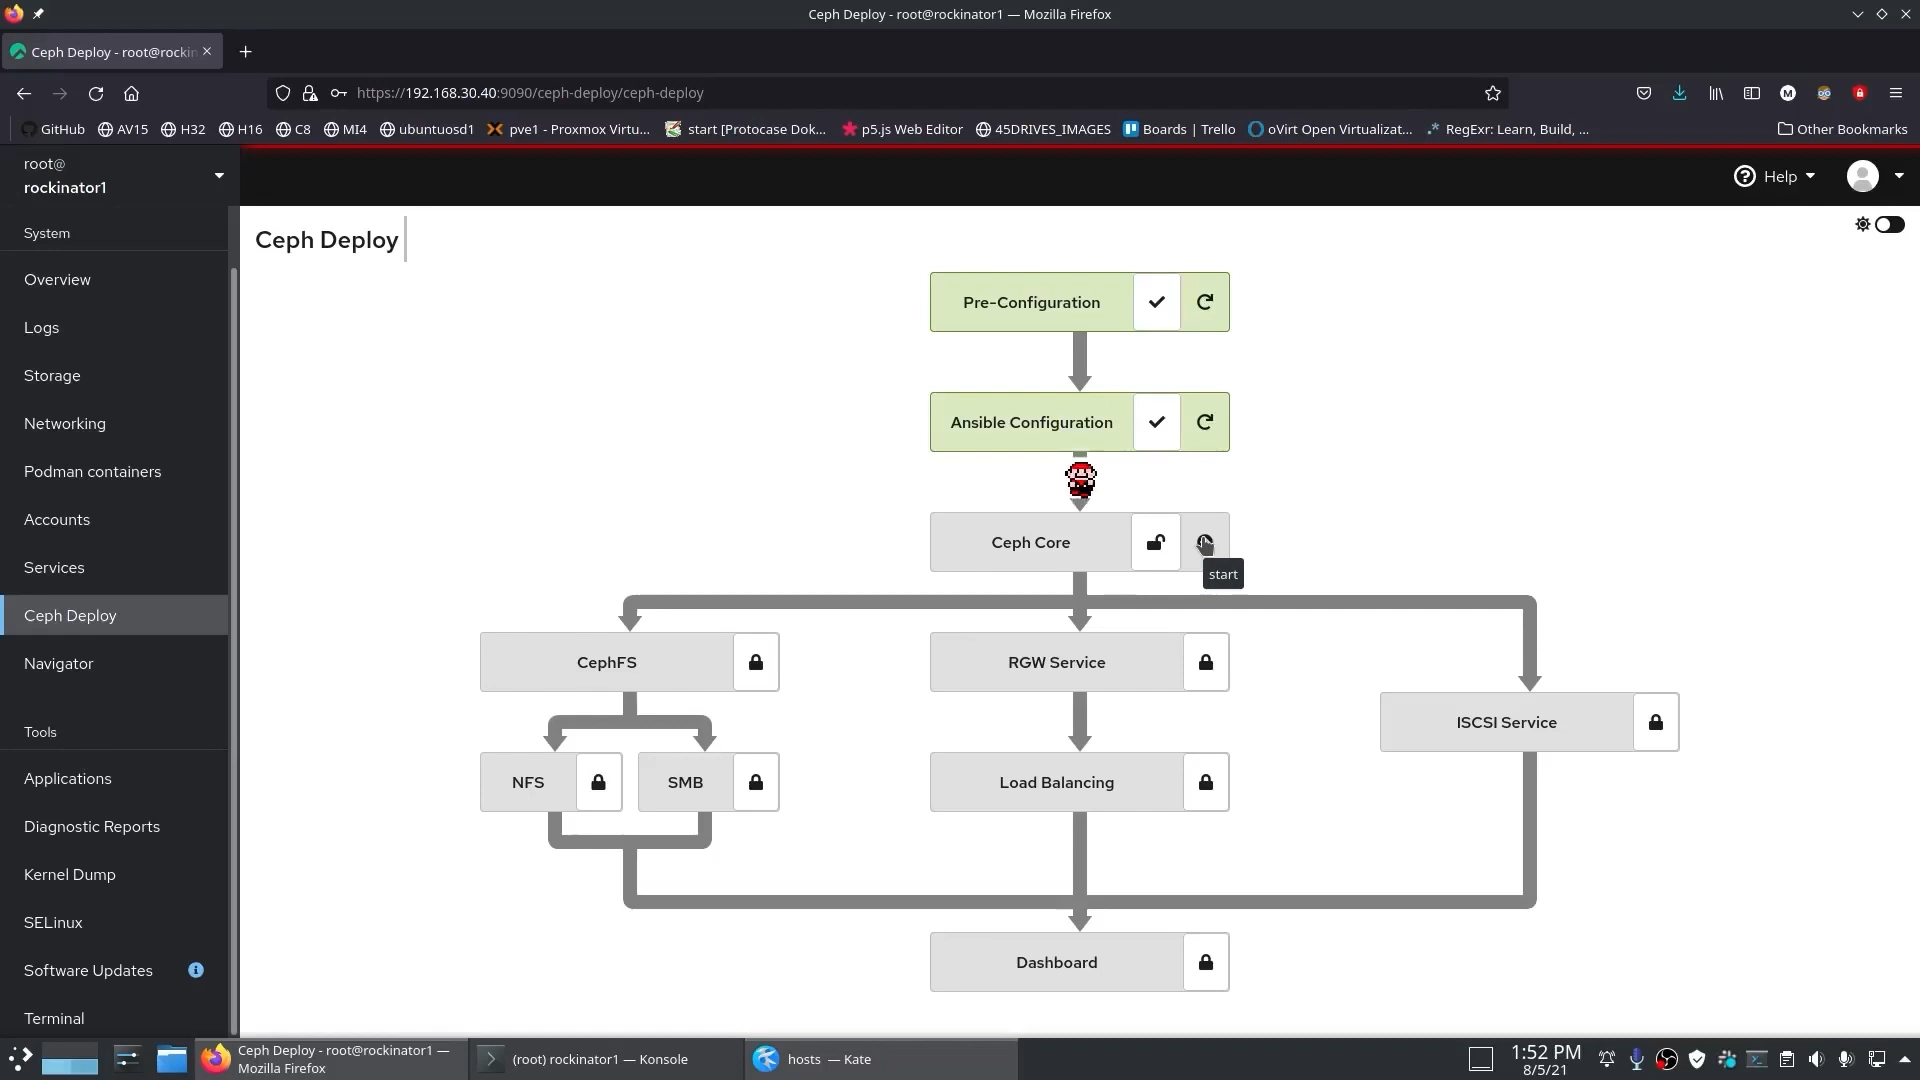 Ceph Deploy - root@rockinator1 — Mozilla Firefox
Ceph Deploy - root@rockin
https://192.168.30.40:9090/ceph-deploy/ceph-deploy
M
GitHub AV15 H32 H16 C8 MI4 ubuntuosd1 pve1 - Proxmox Virtu... start [Protocase Dok... p5.js Web Editor 45DRIVES_IMAGES Boards | Trello oVirt Open Virtualizat... RegExr: Learn, Build, ... Other Bookmarks
root@
rockinator1
Help
System
Overview
Logs
Storage
Networking
Podman containers
Accounts
Services
Ceph Deploy
Navigator
Tools
Applications
Diagnostic Reports
Kernel Dump
SELinux
Software Updates
Terminal
Ceph Deploy
Pre-Configuration
Ansible Configuration
Ceph Core
start
CephFS
RGW Service
ISCSI Service
NFS
SMB
Load Balancing
Dashboard
Ceph Deploy - root@rockinator1 —
Mozilla Firefox
(root) rockinator1 — Konsole
hosts — Kate
1:52 PM
8/5/21